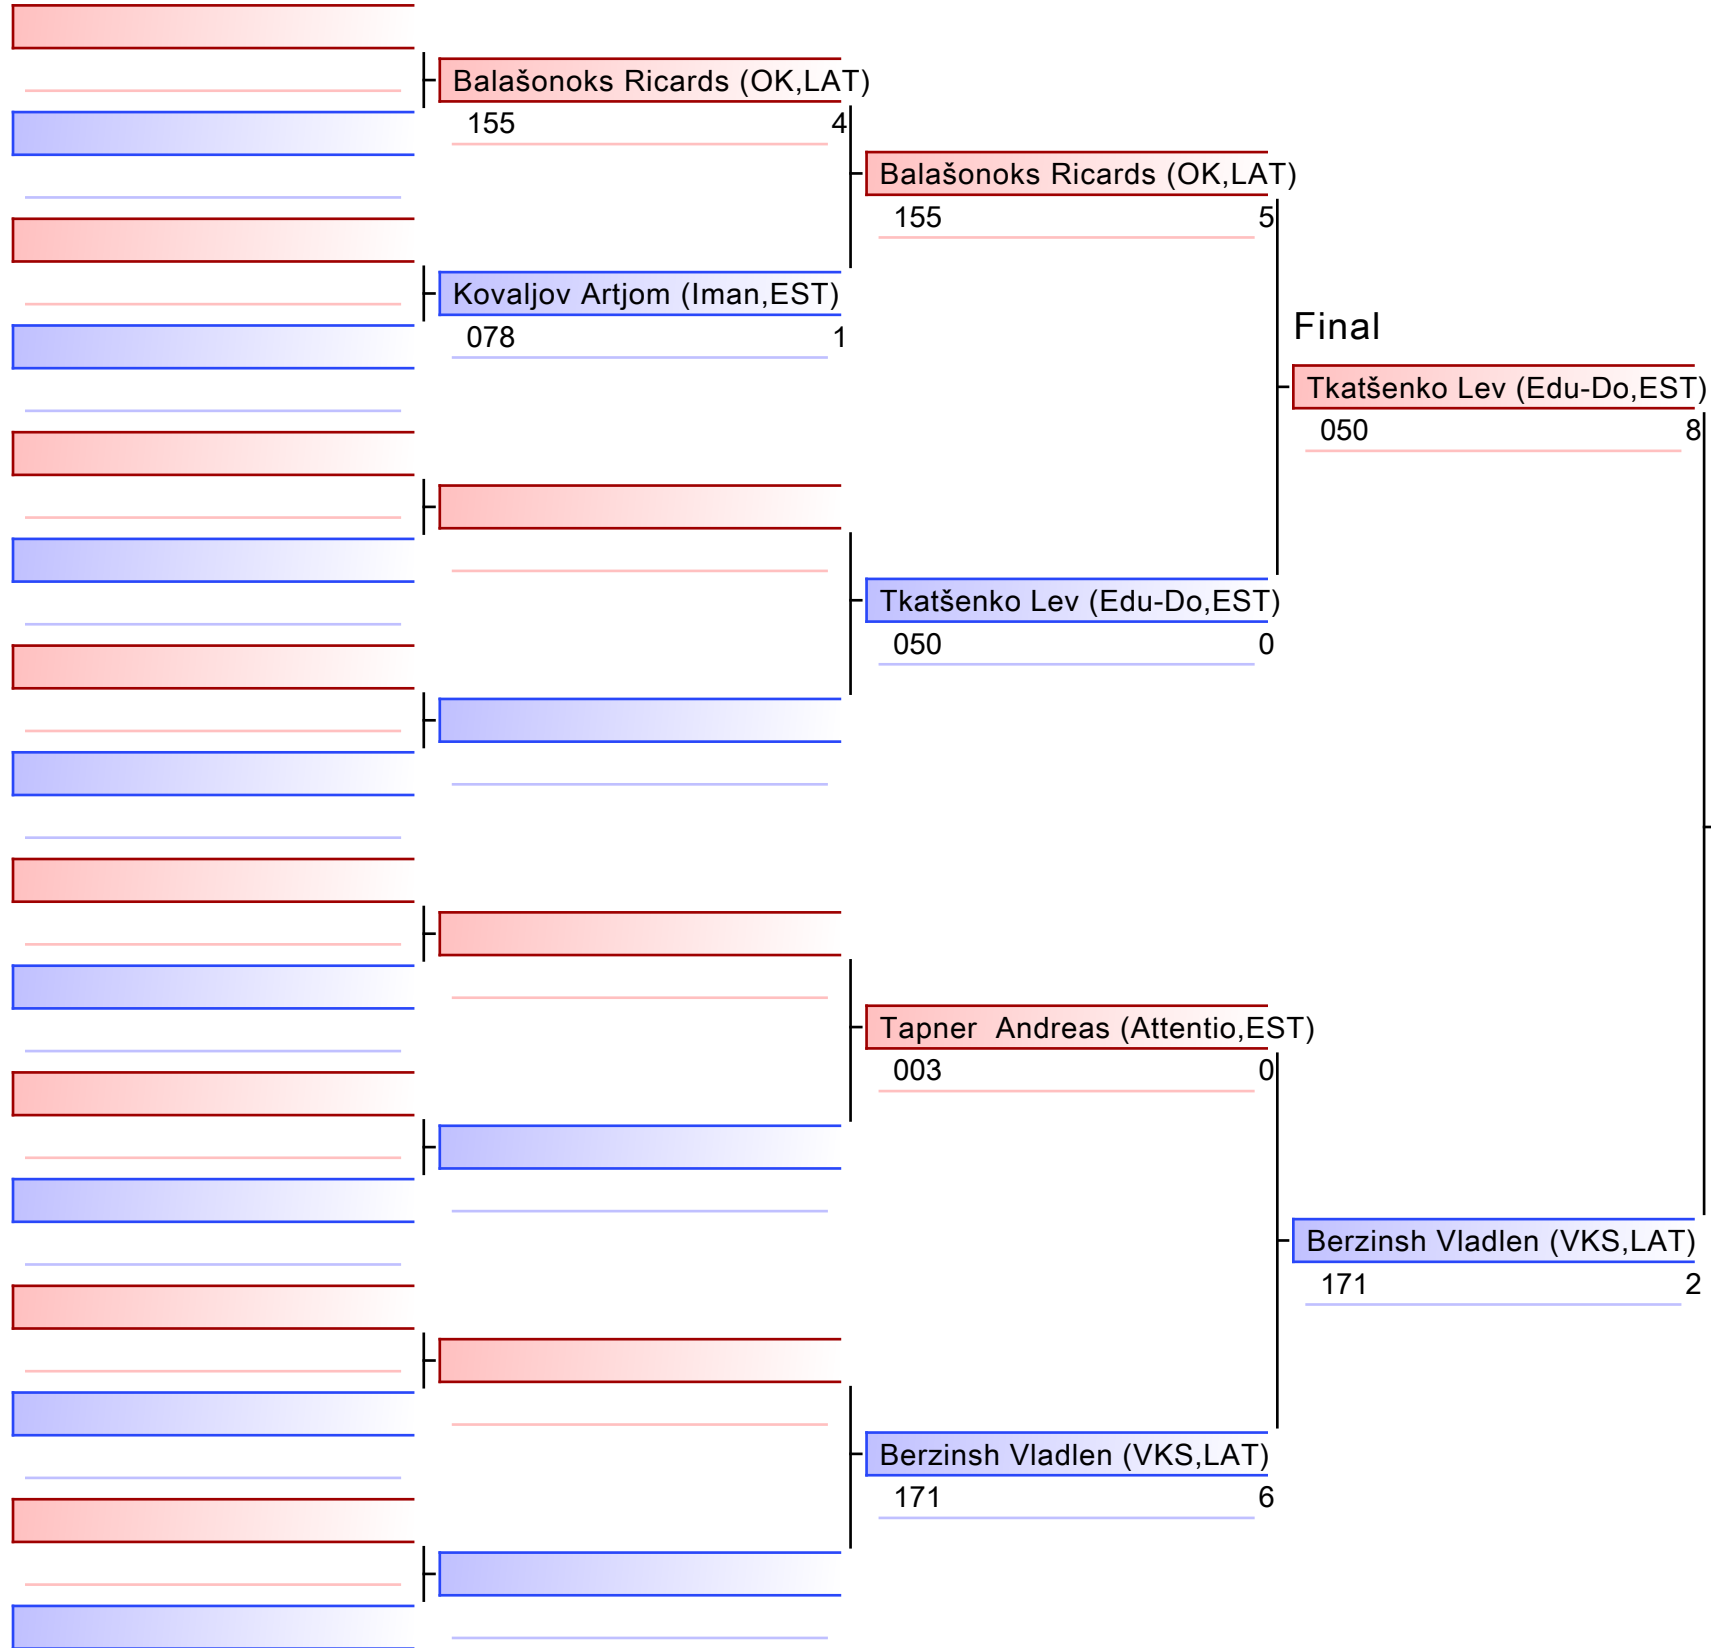 Balašonoks Ricards (OK,LAT)
155 4
Kovaljov Artjom (Iman,EST)
078 1
Balašonoks Ricards (OK,LAT)
155 5
Tkatšenko Lev (Edu-Do,EST)
050 0
Tapner  Andreas (Attentio,EST)
003 0
Berzinsh Vladlen (VKS,LAT)
171 6
Final
Tkatšenko Lev (Edu-Do,EST)
050 8
Berzinsh Vladlen (VKS,LAT)
171 2